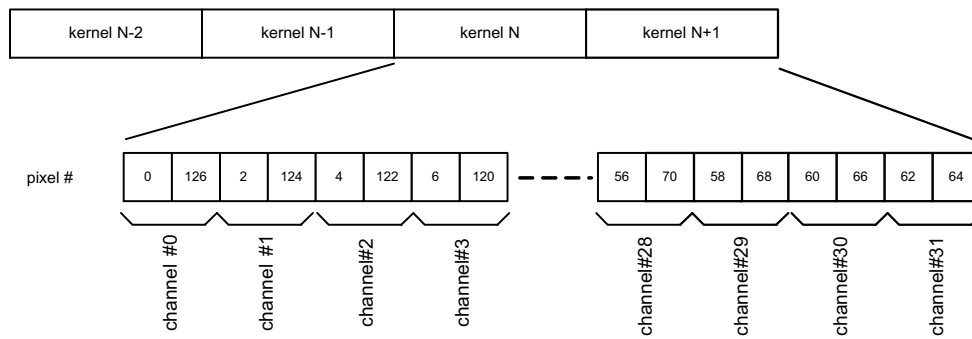 kernel N-2 kernel N-1 kernel N kernel N+1
pixel # 0 126 2 124 4 122 6 120 56 70 58 68 60 66 62 64
channel #0
channel #1
channel#2
channel#3
channel#28
channel#29
channel#30
channel#31